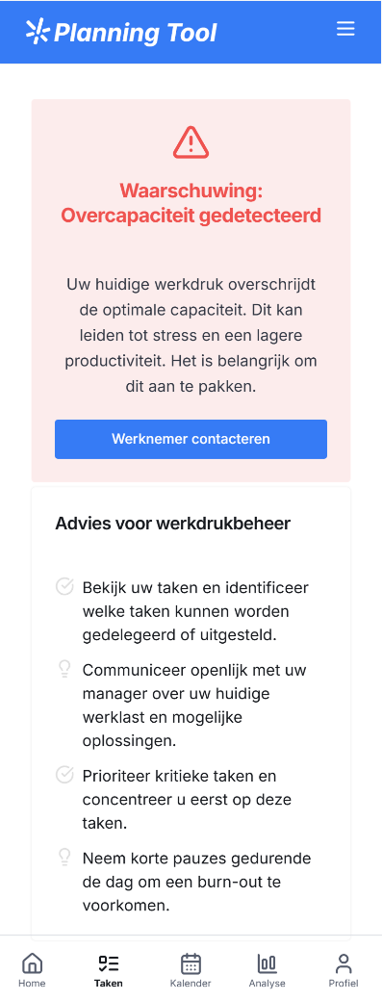 Planning Tool
Waarschuwing:
Overcapaciteit gedetecteerd
Uw huidige werkdruk overschrijdt
de optimale capaciteit. Dit kan
leiden tot stress en een lagere
productiviteit. Het is belangrijk om
dit aan te pakken.
Werknemer contacteren
Advies voor werkdrukbeheer
Bekijk uw taken en identificeer
welke taken kunnen worden
gedelegeerd of uitgesteld.
Communiceer openlijk met uw
manager over uw huidige
werklast en mogelijke
oplossingen.
Prioriteer kritieke taken en
concentreer u eerst op deze
taken.
Neem korte pauzes gedurende
de dag om een burn-out te
voorkomen.
Home Taken Kalender Analyse Profiel